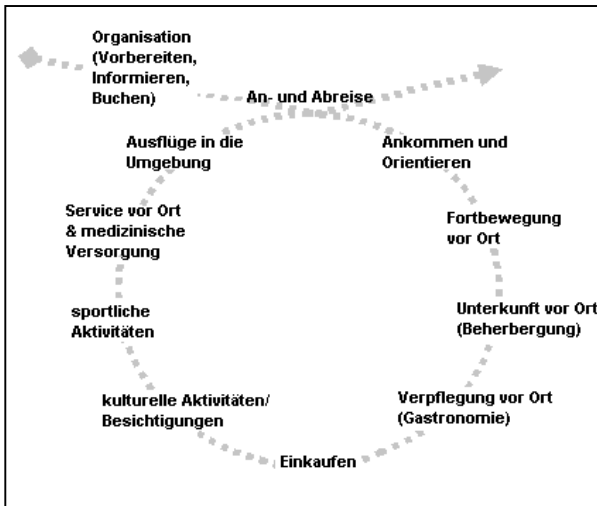 Organisation
(Vorbereiten,
Informieren,
Buchen)
An- und Abreise
Ankommen und
Orientieren
Fortbewegung
vor Ort
Unterkunft vor Ort
(Beherbergung)
Verpflegung vor Ort
(Gastronomie)
Einkaufen
kulturelle Aktivitäten/
Besichtigungen
sportliche
Aktivitäten
Service vor Ort
& medizinische
Versorgung
Ausflüge in die
Umgebung